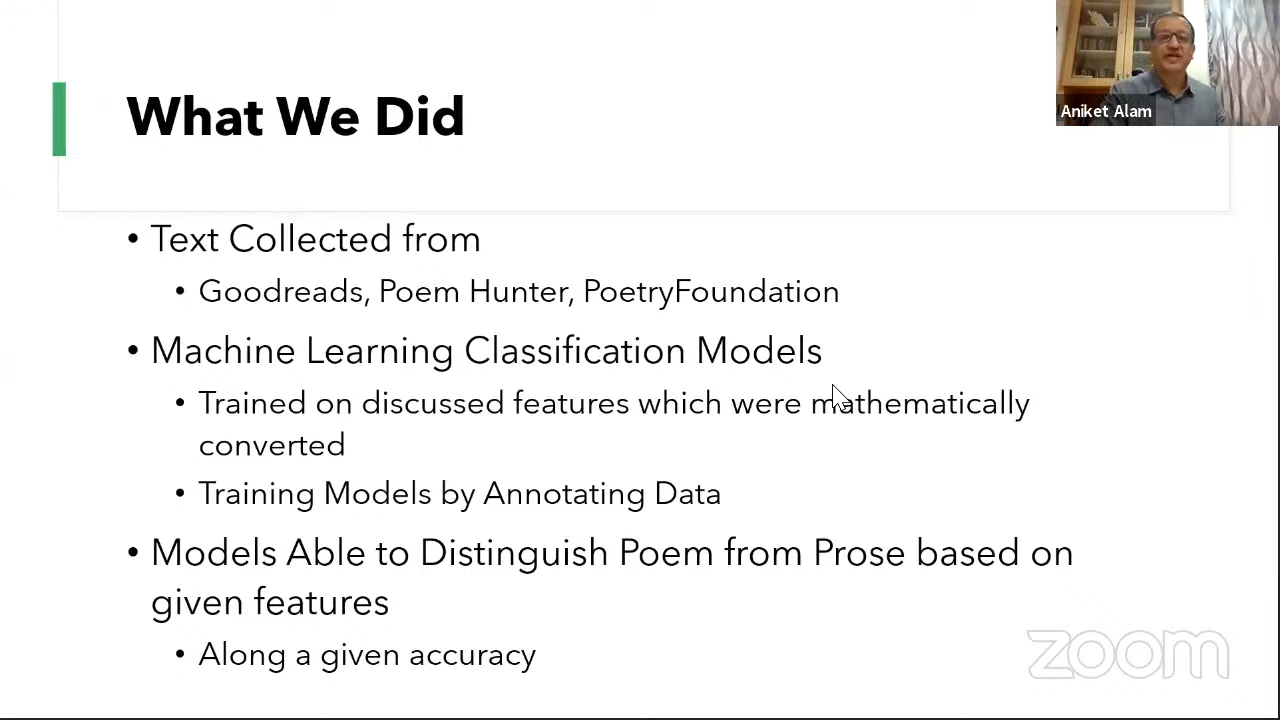 What We Did
Aniket Alam
• Text Collected from
• Goodreads, Poem Hunter, PoetryFoundation
• Machine Learning Classification Models
• Trained on discussed features which were mathematically
converted
• Training Models by Annotating Data
• Models Able to Distinguish Poem from Prose based on
given features
• Along a given accuracy
zoom